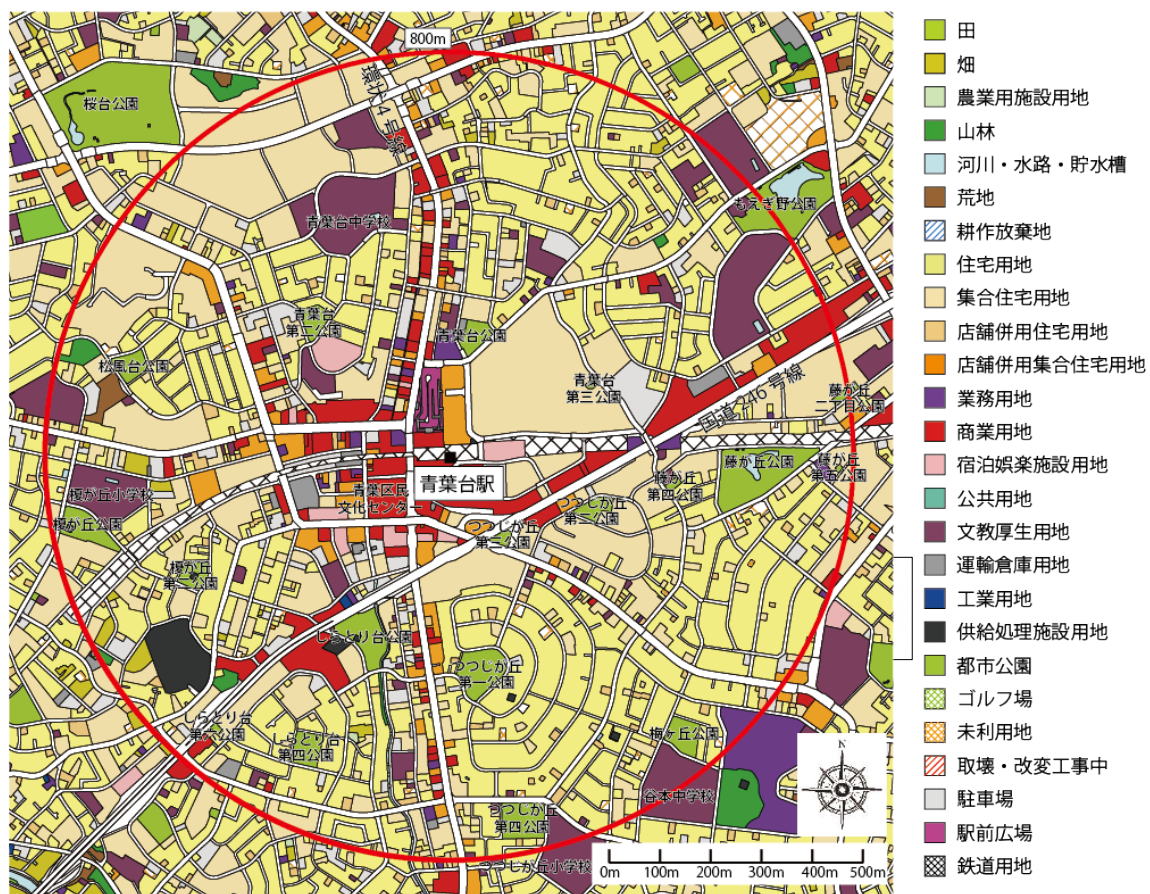 800m
環状4号線
桜台公園
青葉台中学校
もえぎ野公園
青葉台
第二公園
青葉台公園
松風台公園
青葉台
第三公園
国道246号線
藤が丘
二丁目公園
榎が丘小学校
榎が丘公園
青葉区民
文化センター
青葉台駅
つつじが丘
第二公園
つつじが丘
第三公園
藤が丘
第四公園
藤が丘公園
藤が丘
第五公園
榎が丘
第二公園
しらとり台公園
つつじが丘
第一公園
しらとり台
第六公園
しらとり台
第四公園
梅ヶ丘公園
谷本中学校
つつじが丘
第四公園
つつじが丘小学校
N
0m
100m
200m
300m
400m
500m
田
畑
農業用施設用地
山林
河川・水路・貯水槽
荒地
耕作放棄地
住宅用地
集合住宅用地
店舗併用住宅用地
店舗併用集合住宅用地
業務用地
商業用地
宿泊娯楽施設用地
公共用地
文教厚生用地
運輸倉庫用地
工業用地
供給処理施設用地
都市公園
ゴルフ場
未利用地
取壊・改変工事中
駐車場
駅前広場
鉄道用地